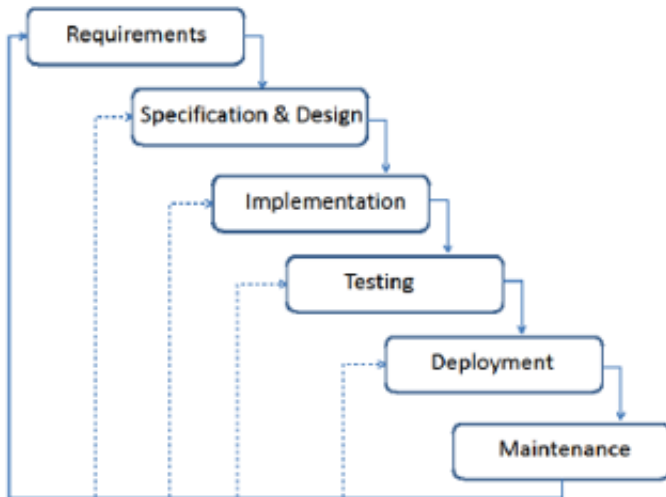 Requirements
Specification & Design
Implementation
Testing
Deployment
Maintenance